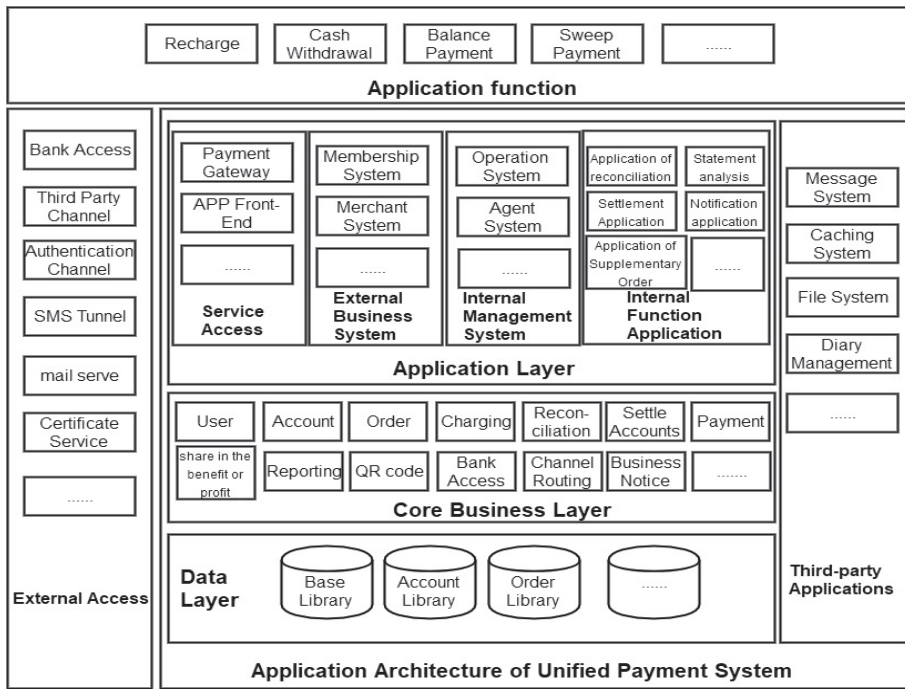 Recharge
Cash
Withdrawal
Balance
Payment
Sweep
Payment
......
Application function
Bank Access
Third Party
Channel
Authentication
Channel
SMS Tunnel
mail serve
Certificate
Service
......
External Access
Payment
Gateway
APP Front-
End
......
Service
Access
Membership
System
Merchant
System
......
External
Business
System
Operation
System
Agent
System
......
Internal
Management
System
Application of
reconciliation
Statement
analysis
Settlement
Application
Notification
application
Application of
Supplementary
Order
......
Internal
Function
Application
Application Layer
User
Account
Order
Charging
Recon-
ciliation
Settle
Accounts
Payment
share in the
benefit or
profit
Reporting
QR code
Bank
Access
Channel
Routing
Business
Notice
.......
Core Business Layer
Data
Layer
Base
Library
Account
Library
Order
Library
......
Message
System
Caching
System
File System
Diary
Management
......
Third-party
Applications
Application Architecture of Unified Payment System